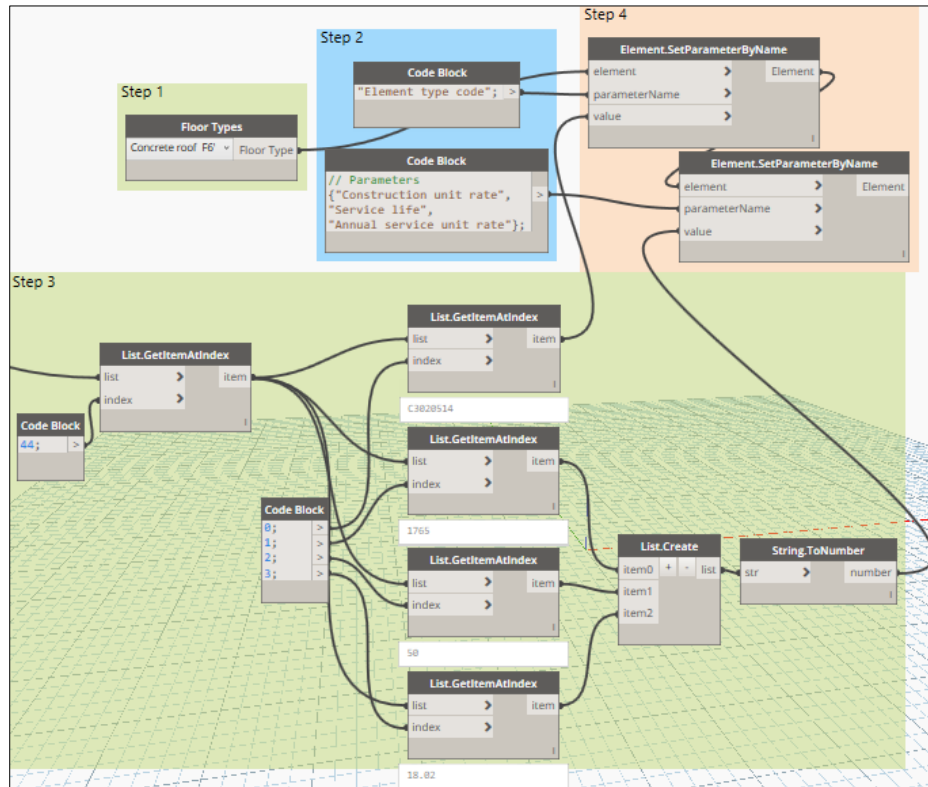 Step 4
Step 2
Element.SetParameterByName
element > Element
parameterName >
value >
Code Block
"Element type code"; >
Step 1
Floor Types
Concrete roof F6' Floor Type
Code Block
// Parameters
{"Construction unit rate", >
"Service life",
"Annual service unit rate"};
Element.SetParameterByName
element > Element
parameterName >
value >
Step 3
List.GetItemAtIndex
list > item
index >
C3020514
List.GetItemAtIndex
list > item
index >
Code Block
44; >
List.GetItemAtIndex
list > item
index >
1765
Code Block
0; >
1; >
2; >
3; >
List.GetItemAtIndex
list > item
index >
50
List.Create
item0 + - list
item1
item2
String.ToNumber
str > number
List.GetItemAtIndex
list > item
index >
18.02